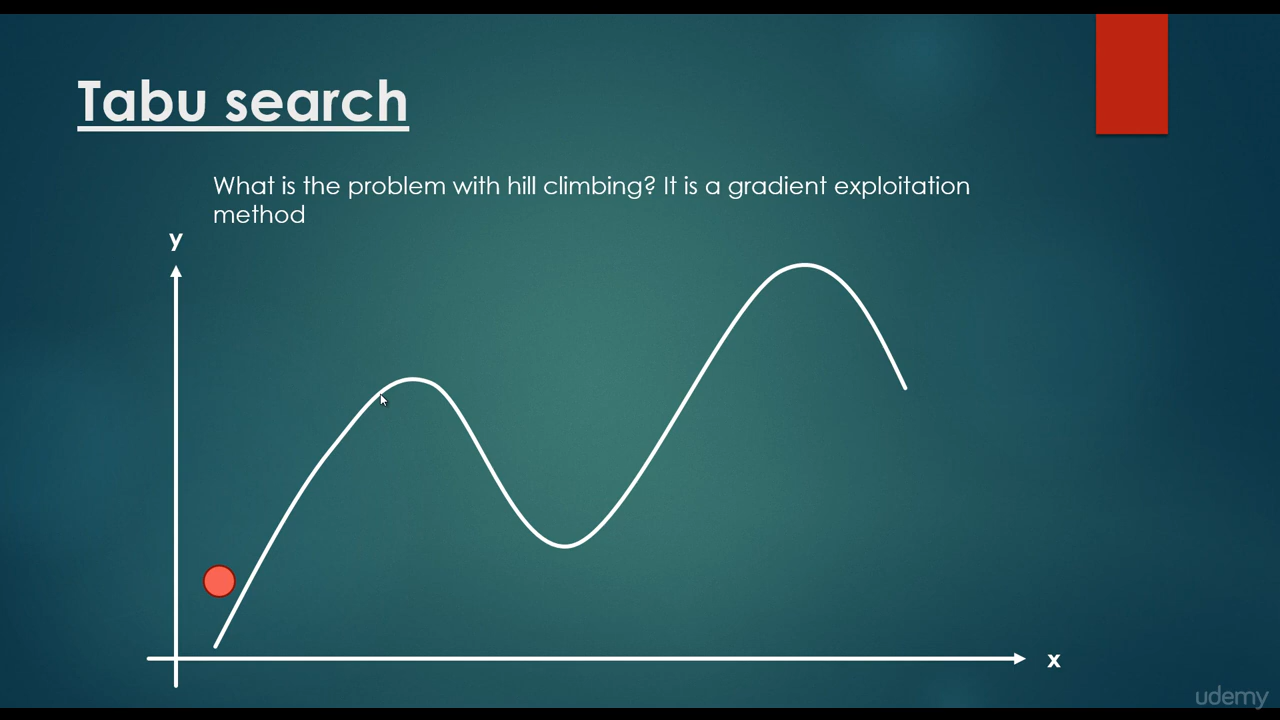 Tabu search
What is the problem with hill climbing? It is a gradient exploitation
method
y
x
udemy